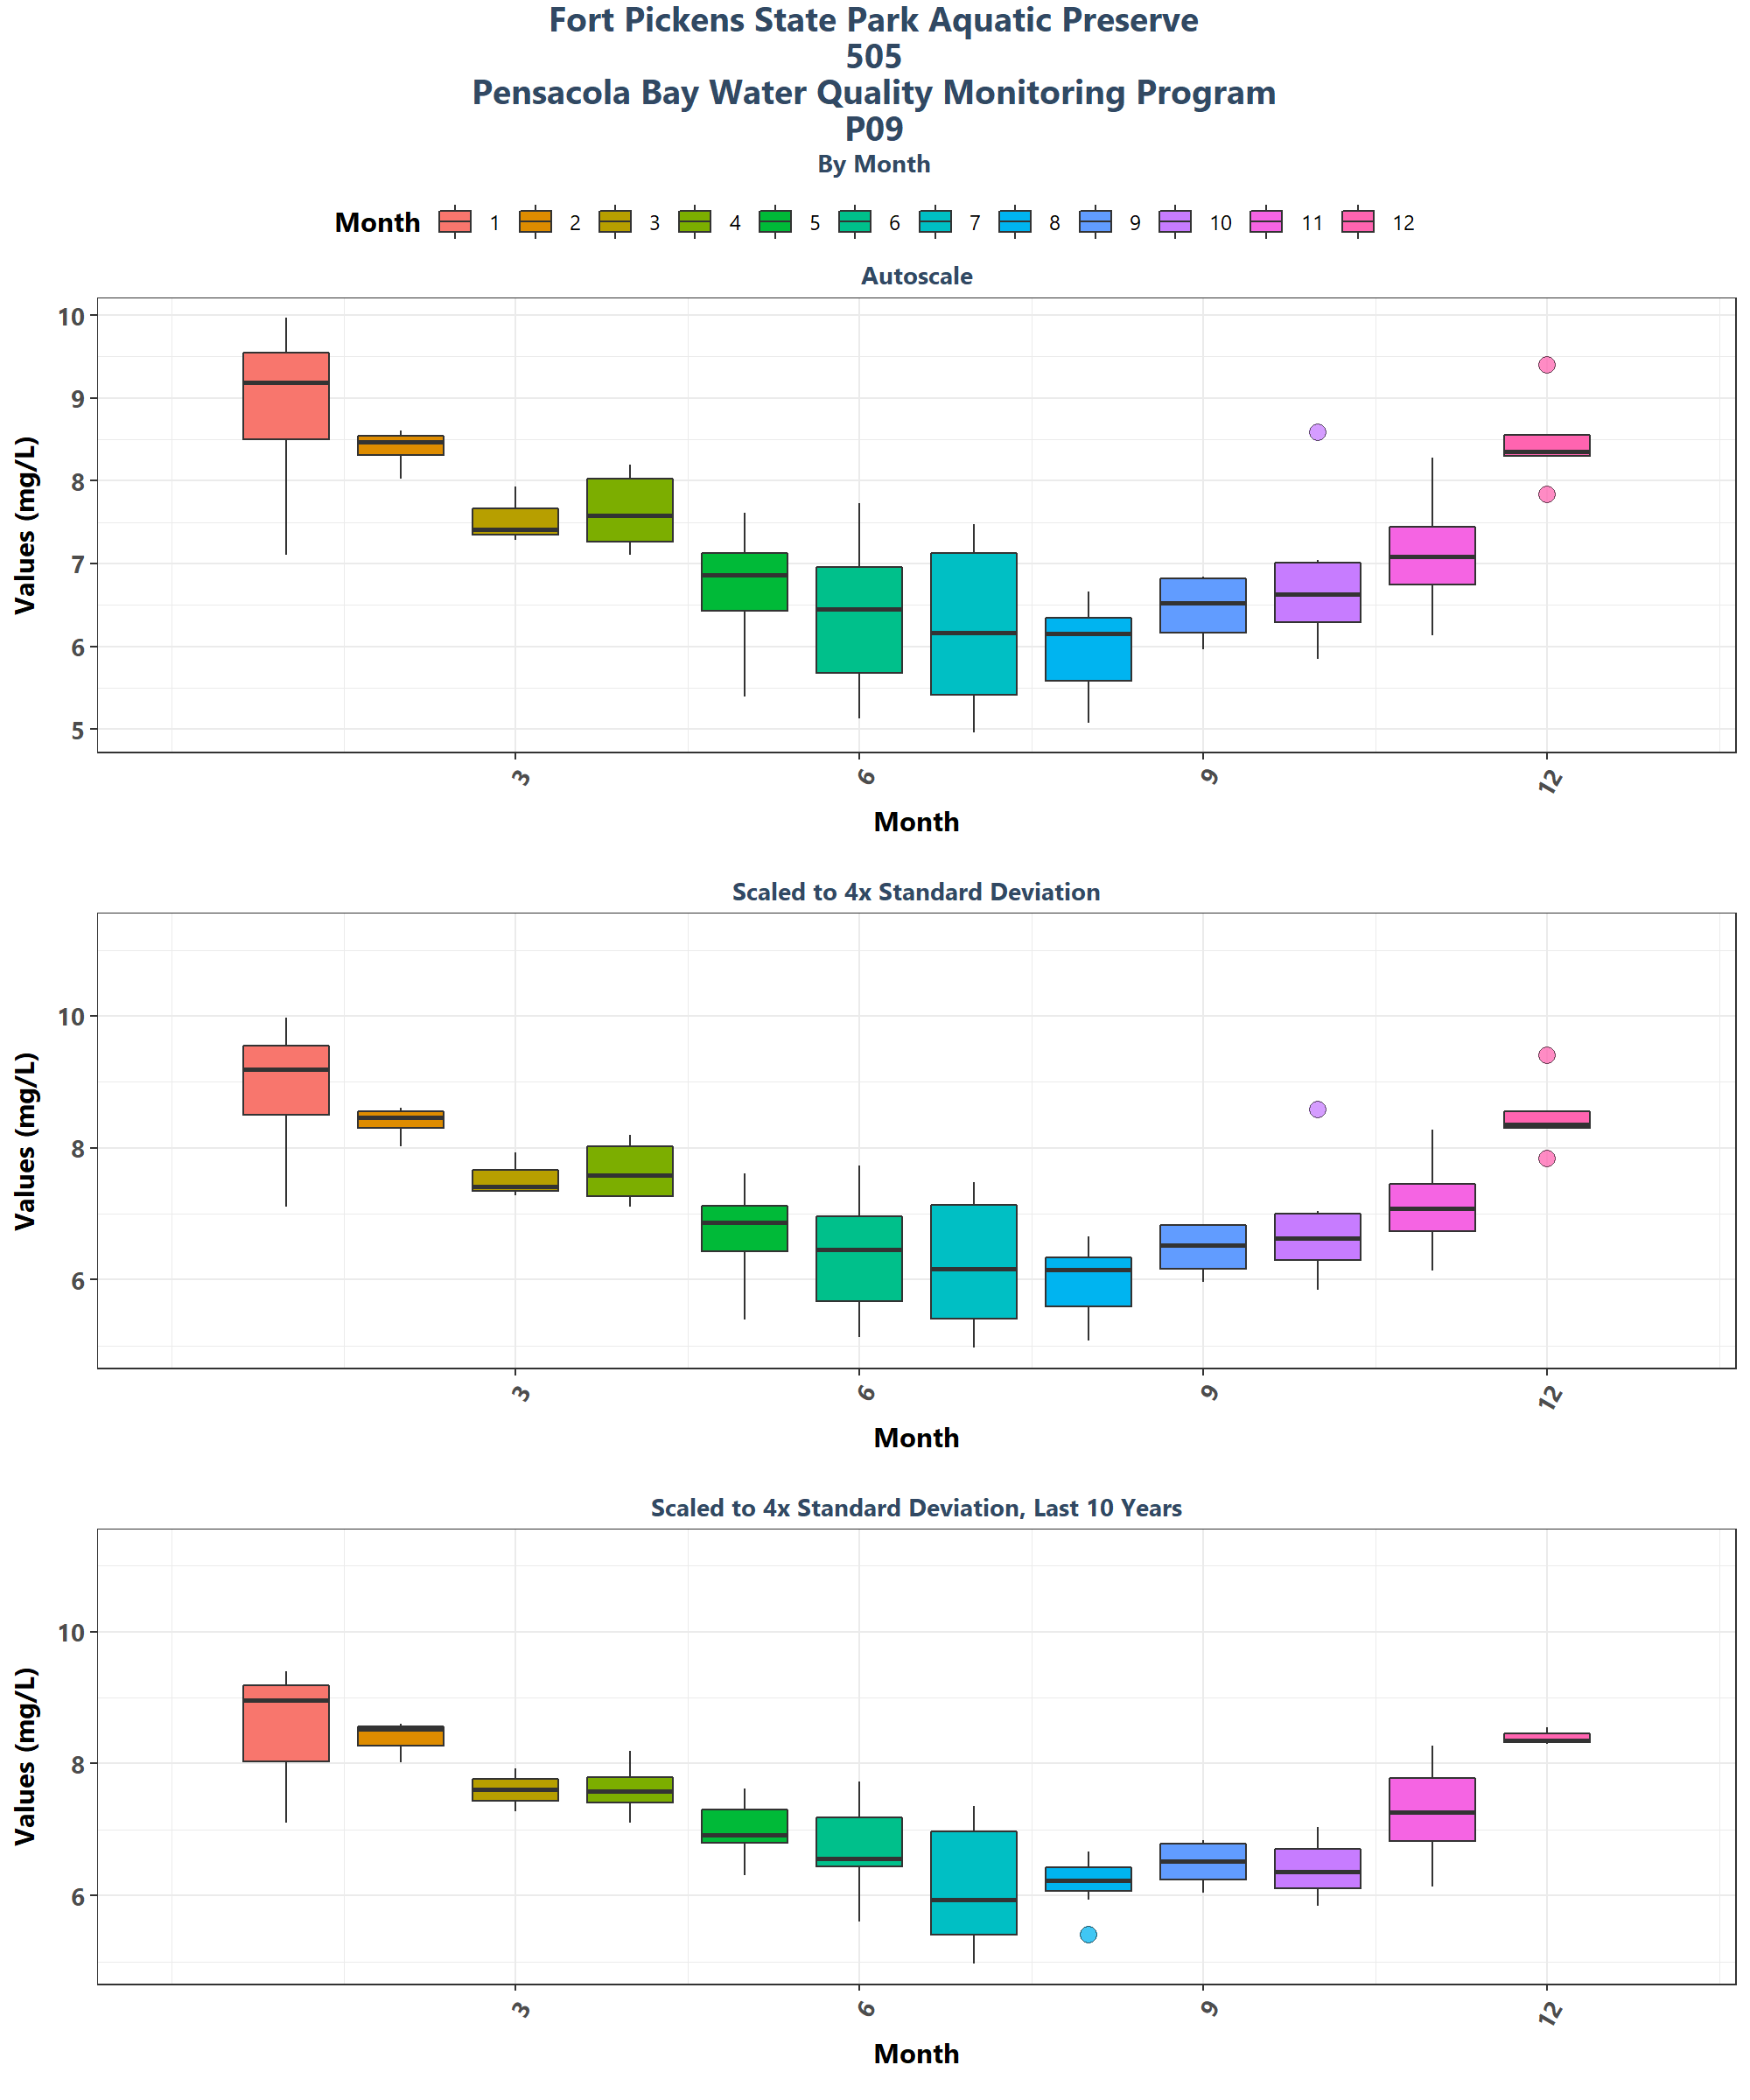 Fort Pickens State Park Aquatic Preserve
505
Pensacola Bay Water Quality Monitoring Program
P09
By Month
Month 1 2 3 4 5 6 7 8 9 10 11 12
Autoscale
Values (mg/L)
10
9
8
7
6
5
3 6 9 12
Month
Scaled to 4x Standard Deviation
Values (mg/L)
10
8
6
3 6 9 12
Month
Scaled to 4x Standard Deviation, Last 10 Years
Values (mg/L)
10
8
6
3 6 9 12
Month